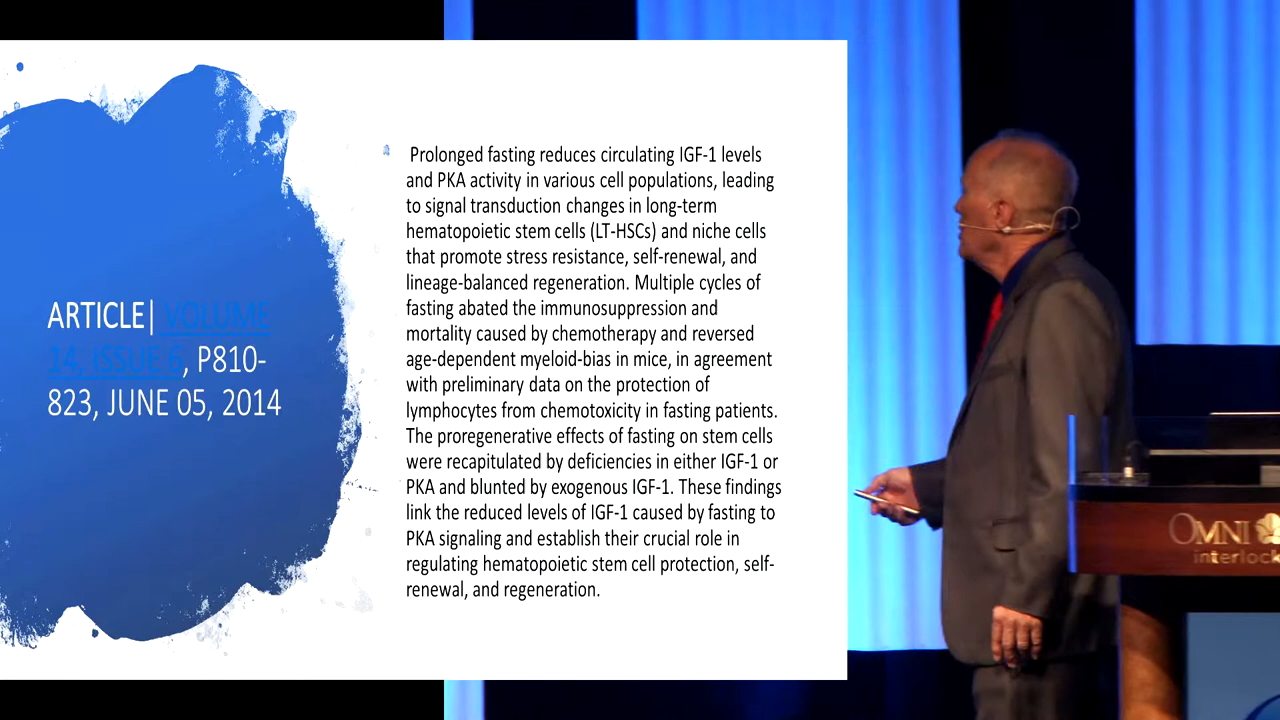 ARTICLE| VOLUME
14, ISSUE 6, P810-
823, JUNE 05, 2014
Prolonged fasting reduces circulating IGF-1 levels
and PKA activity in various cell populations, leading
to signal transduction changes in long-term
hematopoietic stem cells (LT-HSCs) and niche cells
that promote stress resistance, self-renewal, and
lineage-balanced regeneration. Multiple cycles of
fasting abated the immunosuppression and
mortality caused by chemotherapy and reversed
age-dependent myeloid-bias in mice, in agreement
with preliminary data on the protection of
lymphocytes from chemotoxicity in fasting patients.
The proregenerative effects of fasting on stem cells
were recapitulated by deficiencies in either IGF-1 or
PKA and blunted by exogenous IGF-1. These findings
link the reduced levels of IGF-1 caused by fasting to
PKA signaling and establish their crucial role in
regulating hematopoietic stem cell protection, self-
renewal, and regeneration.
OMNI
interlock